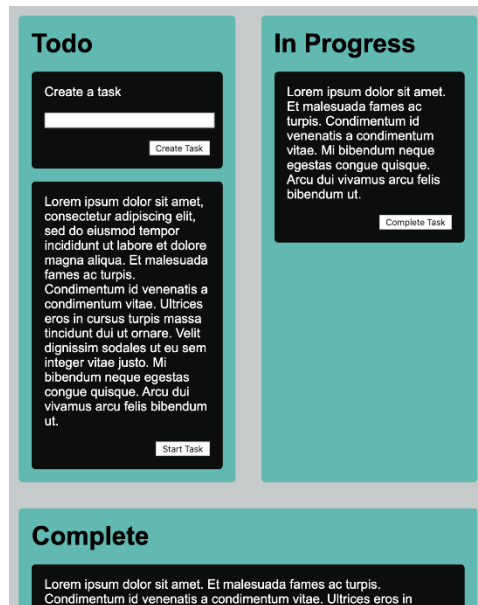 Todo
Create a task
Create Task
Lorem ipsum dolor sit amet,
consectetur adipiscing elit,
sed do eiusmod tempor
incididunt ut labore et dolore
magna aliqua. Et malesuada
fames ac turpis.
Condimentum id venenatis a
condimentum vitae. Ultrices
eros in cursus turpis massa
tincidunt dui ut ornare. Velit
dignissim sodales ut eu sem
integer vitae justo. Mi
bibendum neque egestas
congue quisque. Arcu dui
vivamus arcu felis bibendum
ut.
Start Task
In Progress
Lorem ipsum dolor sit amet.
Et malesuada fames ac
turpis. Condimentum id
venenatis a condimentum
vitae. Mi bibendum neque
egestas congue quisque.
Arcu dui vivamus arcu felis
bibendum ut.
Complete Task
Complete
Lorem ipsum dolor sit amet. Et malesuada fames ac turpis.
Condimentum id venenatis a condimentum vitae. Ultrices eros in